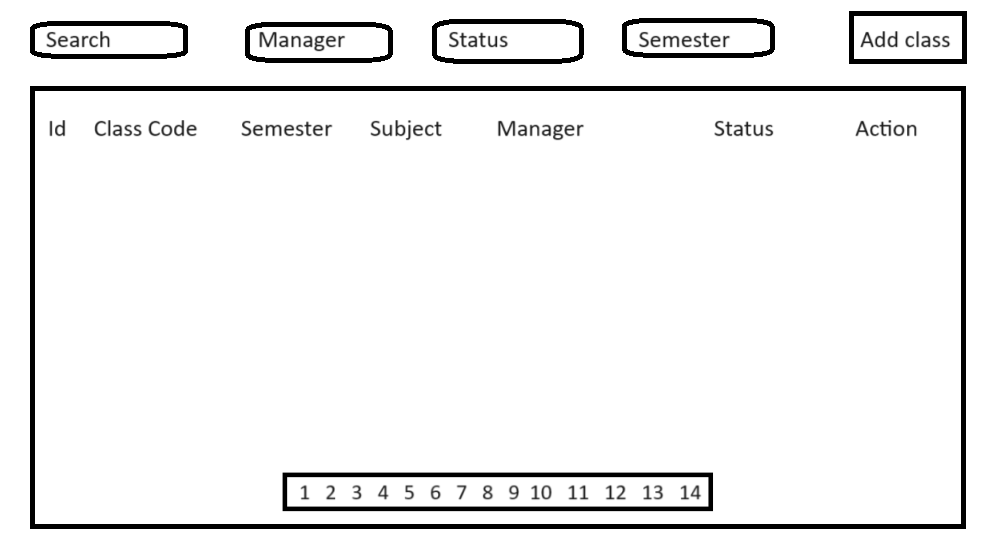 Search Manager Status Semester Add class
Id Class Code Semester Subject Manager Status Action
1 2 3 4 5 6 7 8 9 10 11 12 13 14